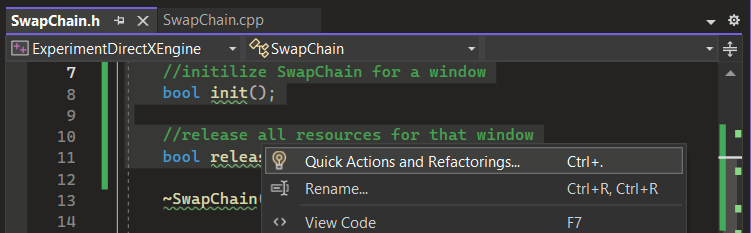 SwapChain.h SwapChain.cpp
ExperimentDirectXEngine SwapChain
7 //initilize SwapChain for a window
8 bool init();
9
10 //release all resources for that window
11 bool releas
12
13 ~SwapChain(
14
Quick Actions and Refactorings... Ctrl+.
Rename... Ctrl+R, Ctrl+R
View Code F7